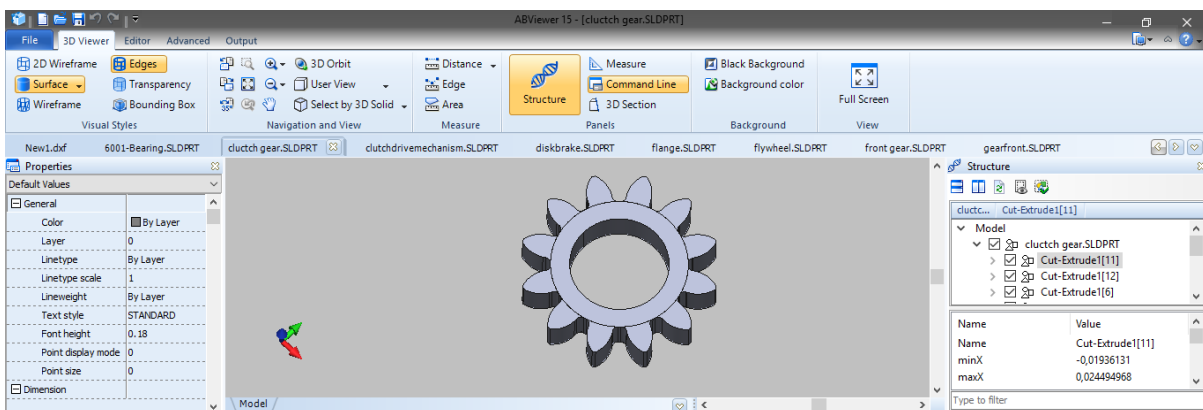 ABViewer 15 - [cluctch gear.SLDPRT]
File 3D Viewer Editor Advanced Output
2D Wireframe Edges 3D Orbit Distance Measure Black Background
Surface Transparency User View Edge Structure Command Line Background color Full Screen
Wireframe Bounding Box Select by 3D Solid Area 3D Section
Visual Styles Navigation and View Measure Panels Background View
New1.dxf 6001-Bearing.SLDPRT cluctch gear.SLDPRT clutchdrivemechanism.SLDPRT diskbrake.SLDPRT flange.SLDPRT flywheel.SLDPRT front gear.SLDPRT gearfront.SLDPRT
Properties
Default Values
General
Color By Layer
Layer 0
Linetype By Layer
Linetype scale 1
Lineweight By Layer
Text style STANDARD
Font height 0.18
Point display mode 0
Point size 0
Dimension
Model
Structure
cluctc... Cut-Extrude1[11]
Model
cluctch gear.SLDPRT
Cut-Extrude1[11]
Cut-Extrude1[12]
Cut-Extrude1[6]
Name Value
Name Cut-Extrude1[11]
minX -0,01936131
maxX 0,024494968
Type to filter